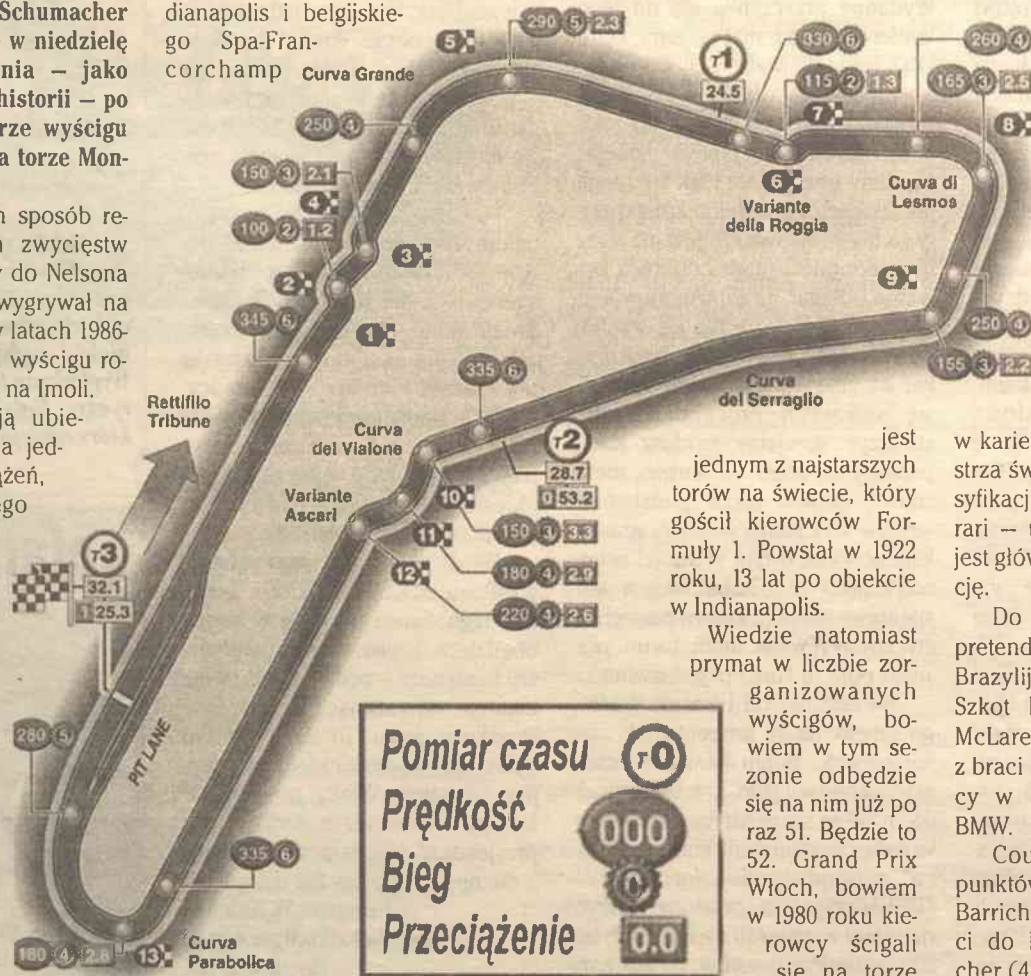 Schumacher
w niedzielę
nia – jako
historii – po
rze wyścigu
a torze Mon-
sposób re-
zwycięstw
do Nelsona
wygrywał na
latach 1986-
wyścigu ro-
na Imoli.
ją ubie-
a jed-
żeń,
ego
dianapolis i belgijskie-
go Spa-Fran-
corchamp
Curva Grande
5
290 5 2.3
T1
24.5
330 6
115 2 1.3
7
260 4
165 3 2.5
8
250 4
150 3 2.1
4
100 2 1.2
2
3
345 6
1
6
Variante
della Roggia
Curva di
Lesmos
9
250 4
155 3 2.2
Curva
del Serraglio
335 6
Rettifilo
Tribune
Curva
del Vialone
T2
28.7
0 53.2
Variante
Ascari
10
150 3 3.3
11
180 4 2.9
12
220 4 2.6
T3
32.1
1 25.3
PIT LANE
280 5
335 6
180 4 2.8
13
Curva
Parabolica
Pomiar czasu T0
Prędkość 000
Bieg 0
Przeciążenie 0.0
jest
jednym z najstarszych
torów na świecie, który
gościł kierowców For-
muły 1. Powstał w 1922
roku, 13 lat po obiekcie
w Indianapolis.
Wiedzie natomiast
prymat w liczbie zor-
ganizowanych
wyścigów, bo-
wiem w tym se-
zonie odbędzie
się na nim już po
raz 51. Będzie to
52. Grand Prix
Włoch, bowiem
w 1980 roku kie-
rowcy ścigali
się na torze
w karie
strza św
syfikacj
rari –
jest głów
cję.
Do
pretend
Brazylij
Szkot
McLare
z braci
cy w
BMW.
Cou
punktów
Barrich
ci do
cher (4